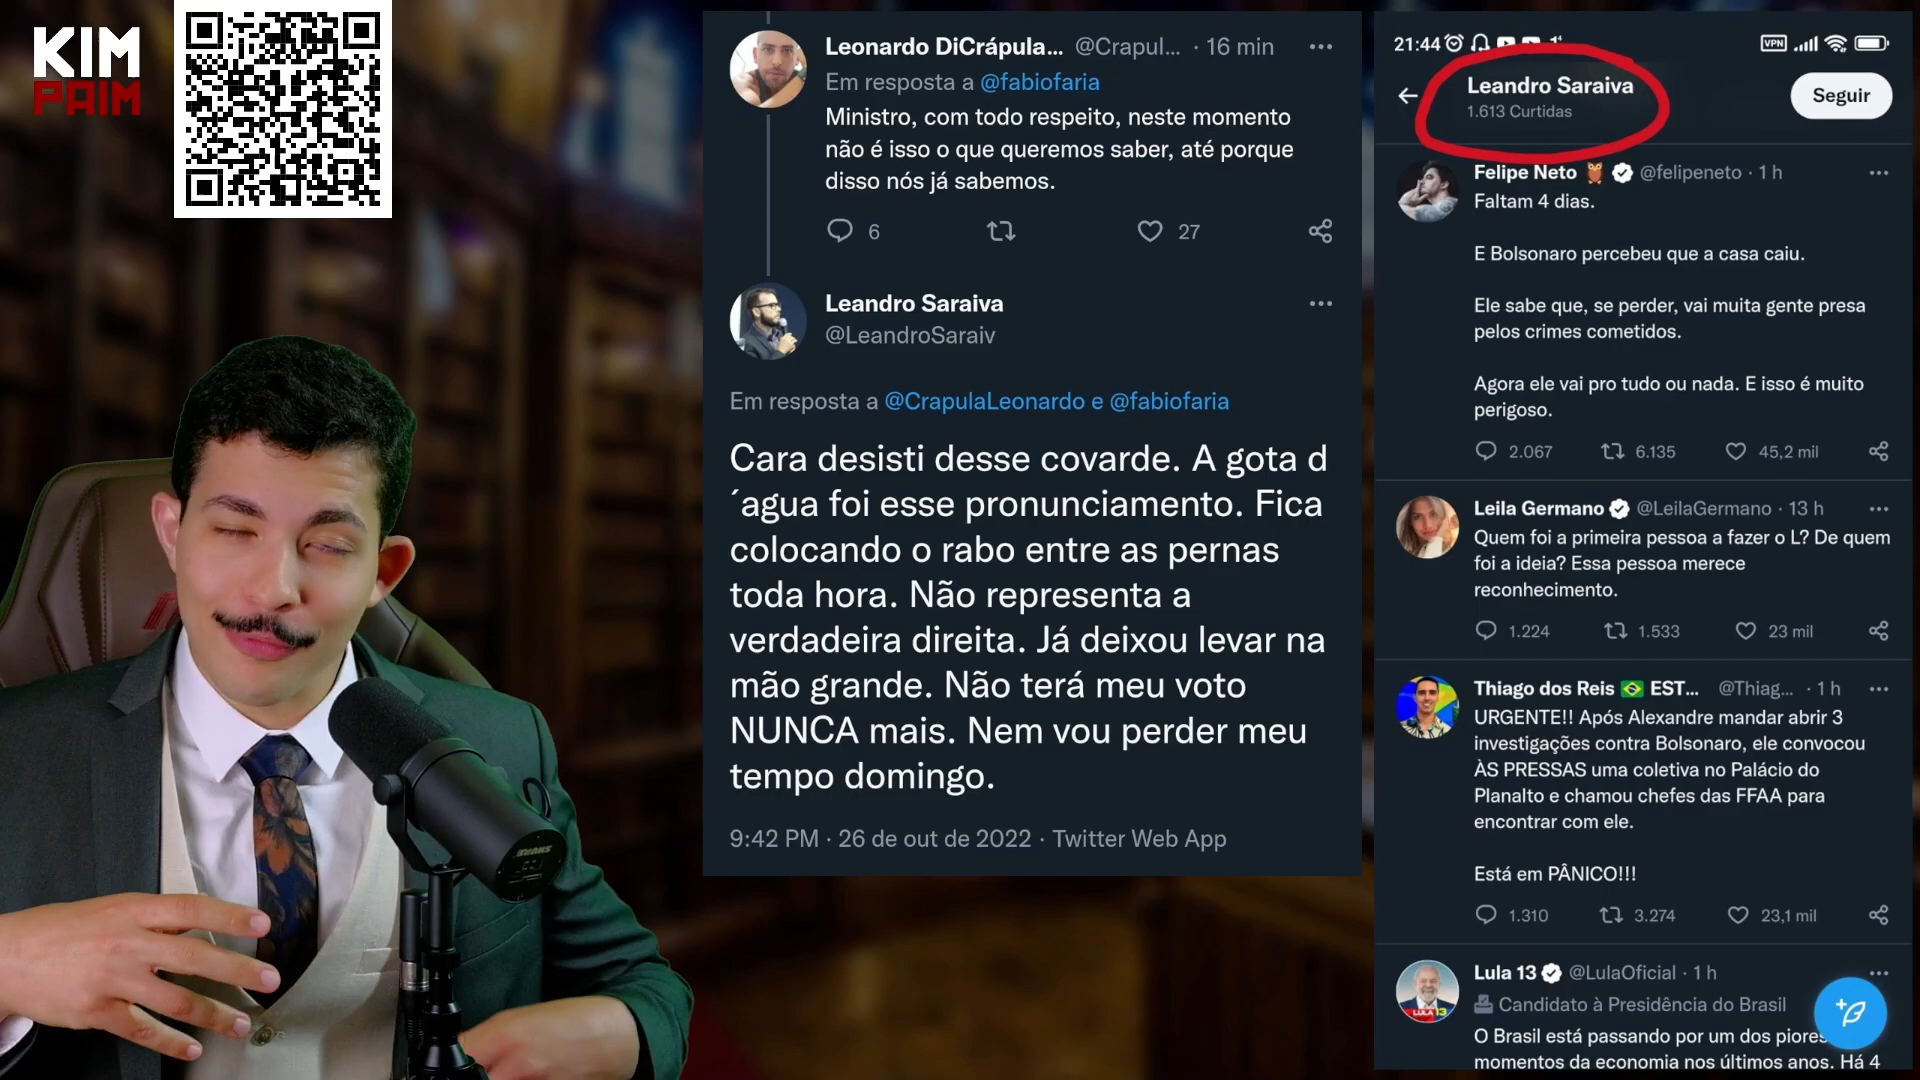 KIM
PAIM
Leonardo DiCrápula... @Crapul... · 16 min
Em resposta a @fabiofaria
Ministro, com todo respeito, neste momento
não é isso o que queremos saber, até porque
disso nós já sabemos.
6 27
Leandro Saraiva
@LeandroSaraiv
Em resposta a @CrapulaLeonardo e @fabiofaria
Cara desisti desse covarde. A gota d
´agua foi esse pronunciamento. Fica
colocando o rabo entre as pernas
toda hora. Não representa a
verdadeira direita. Já deixou levar na
mão grande. Não terá meu voto
NUNCA mais. Nem vou perder meu
tempo domingo.
9:42 PM · 26 de out de 2022 · Twitter Web App
21:44 VPN
Leandro Saraiva
1.613 Curtidas
Seguir
Felipe Neto @felipeneto · 1 h
Faltam 4 dias.
E Bolsonaro percebeu que a casa caiu.
Ele sabe que, se perder, vai muita gente presa
pelos crimes cometidos.
Agora ele vai pro tudo ou nada. E isso é muito
perigoso.
2.067 6.135 45,2 mil
Leila Germano @LeilaGermano · 13 h
Quem foi a primeira pessoa a fazer o L? De quem
foi a ideia? Essa pessoa merece
reconhecimento.
1.224 1.533 23 mil
Thiago dos Reis EST... @Thiag... · 1 h
URGENTE!! Após Alexandre mandar abrir 3
investigações contra Bolsonaro, ele convocou
ÀS PRESSAS uma coletiva no Palácio do
Planalto e chamou chefes das FFAA para
encontrar com ele.
Está em PÂNICO!!!
1.310 3.274 23,1 mil
Lula 13 @LulaOficial · 1 h
Candidato à Presidência do Brasil
O Brasil está passando por um dos piores
momentos da economia nos últimos anos. Há 4
LULA 13